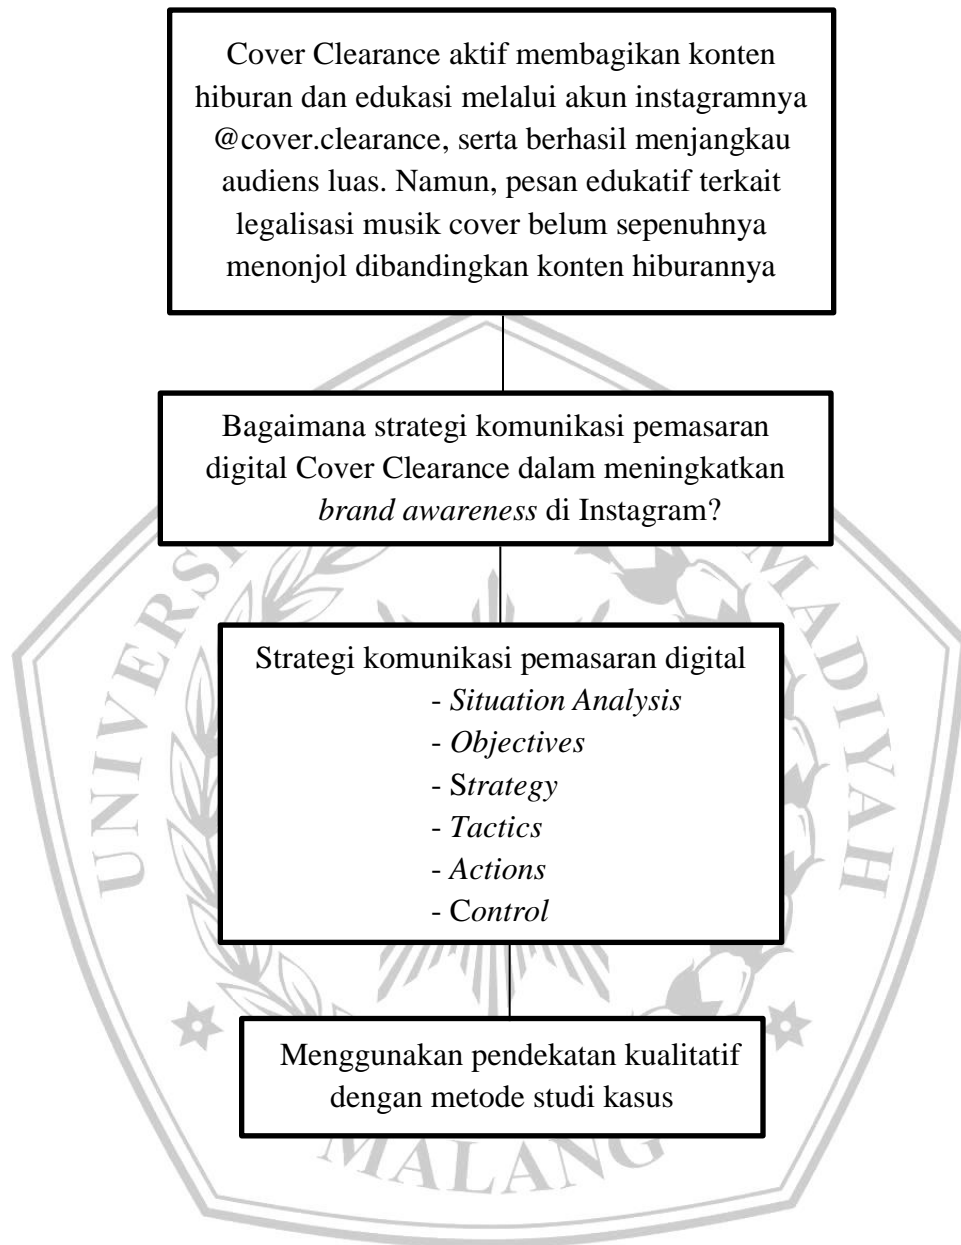 Cover Clearance aktif membagikan konten
hiburan dan edukasi melalui akun instagramnya
@cover.clearance, serta berhasil menjangkau
audiens luas. Namun, pesan edukatif terkait
legalisasi musik cover belum sepenuhnya
menonjol dibandingkan konten hiburannya
Bagaimana strategi komunikasi pemasaran
digital Cover Clearance dalam meningkatkan
brand awareness di Instagram?
Strategi komunikasi pemasaran digital
- Situation Analysis
- Objectives
- Strategy
- Tactics
- Actions
- Control
Menggunakan pendekatan kualitatif
dengan metode studi kasus
MALANG